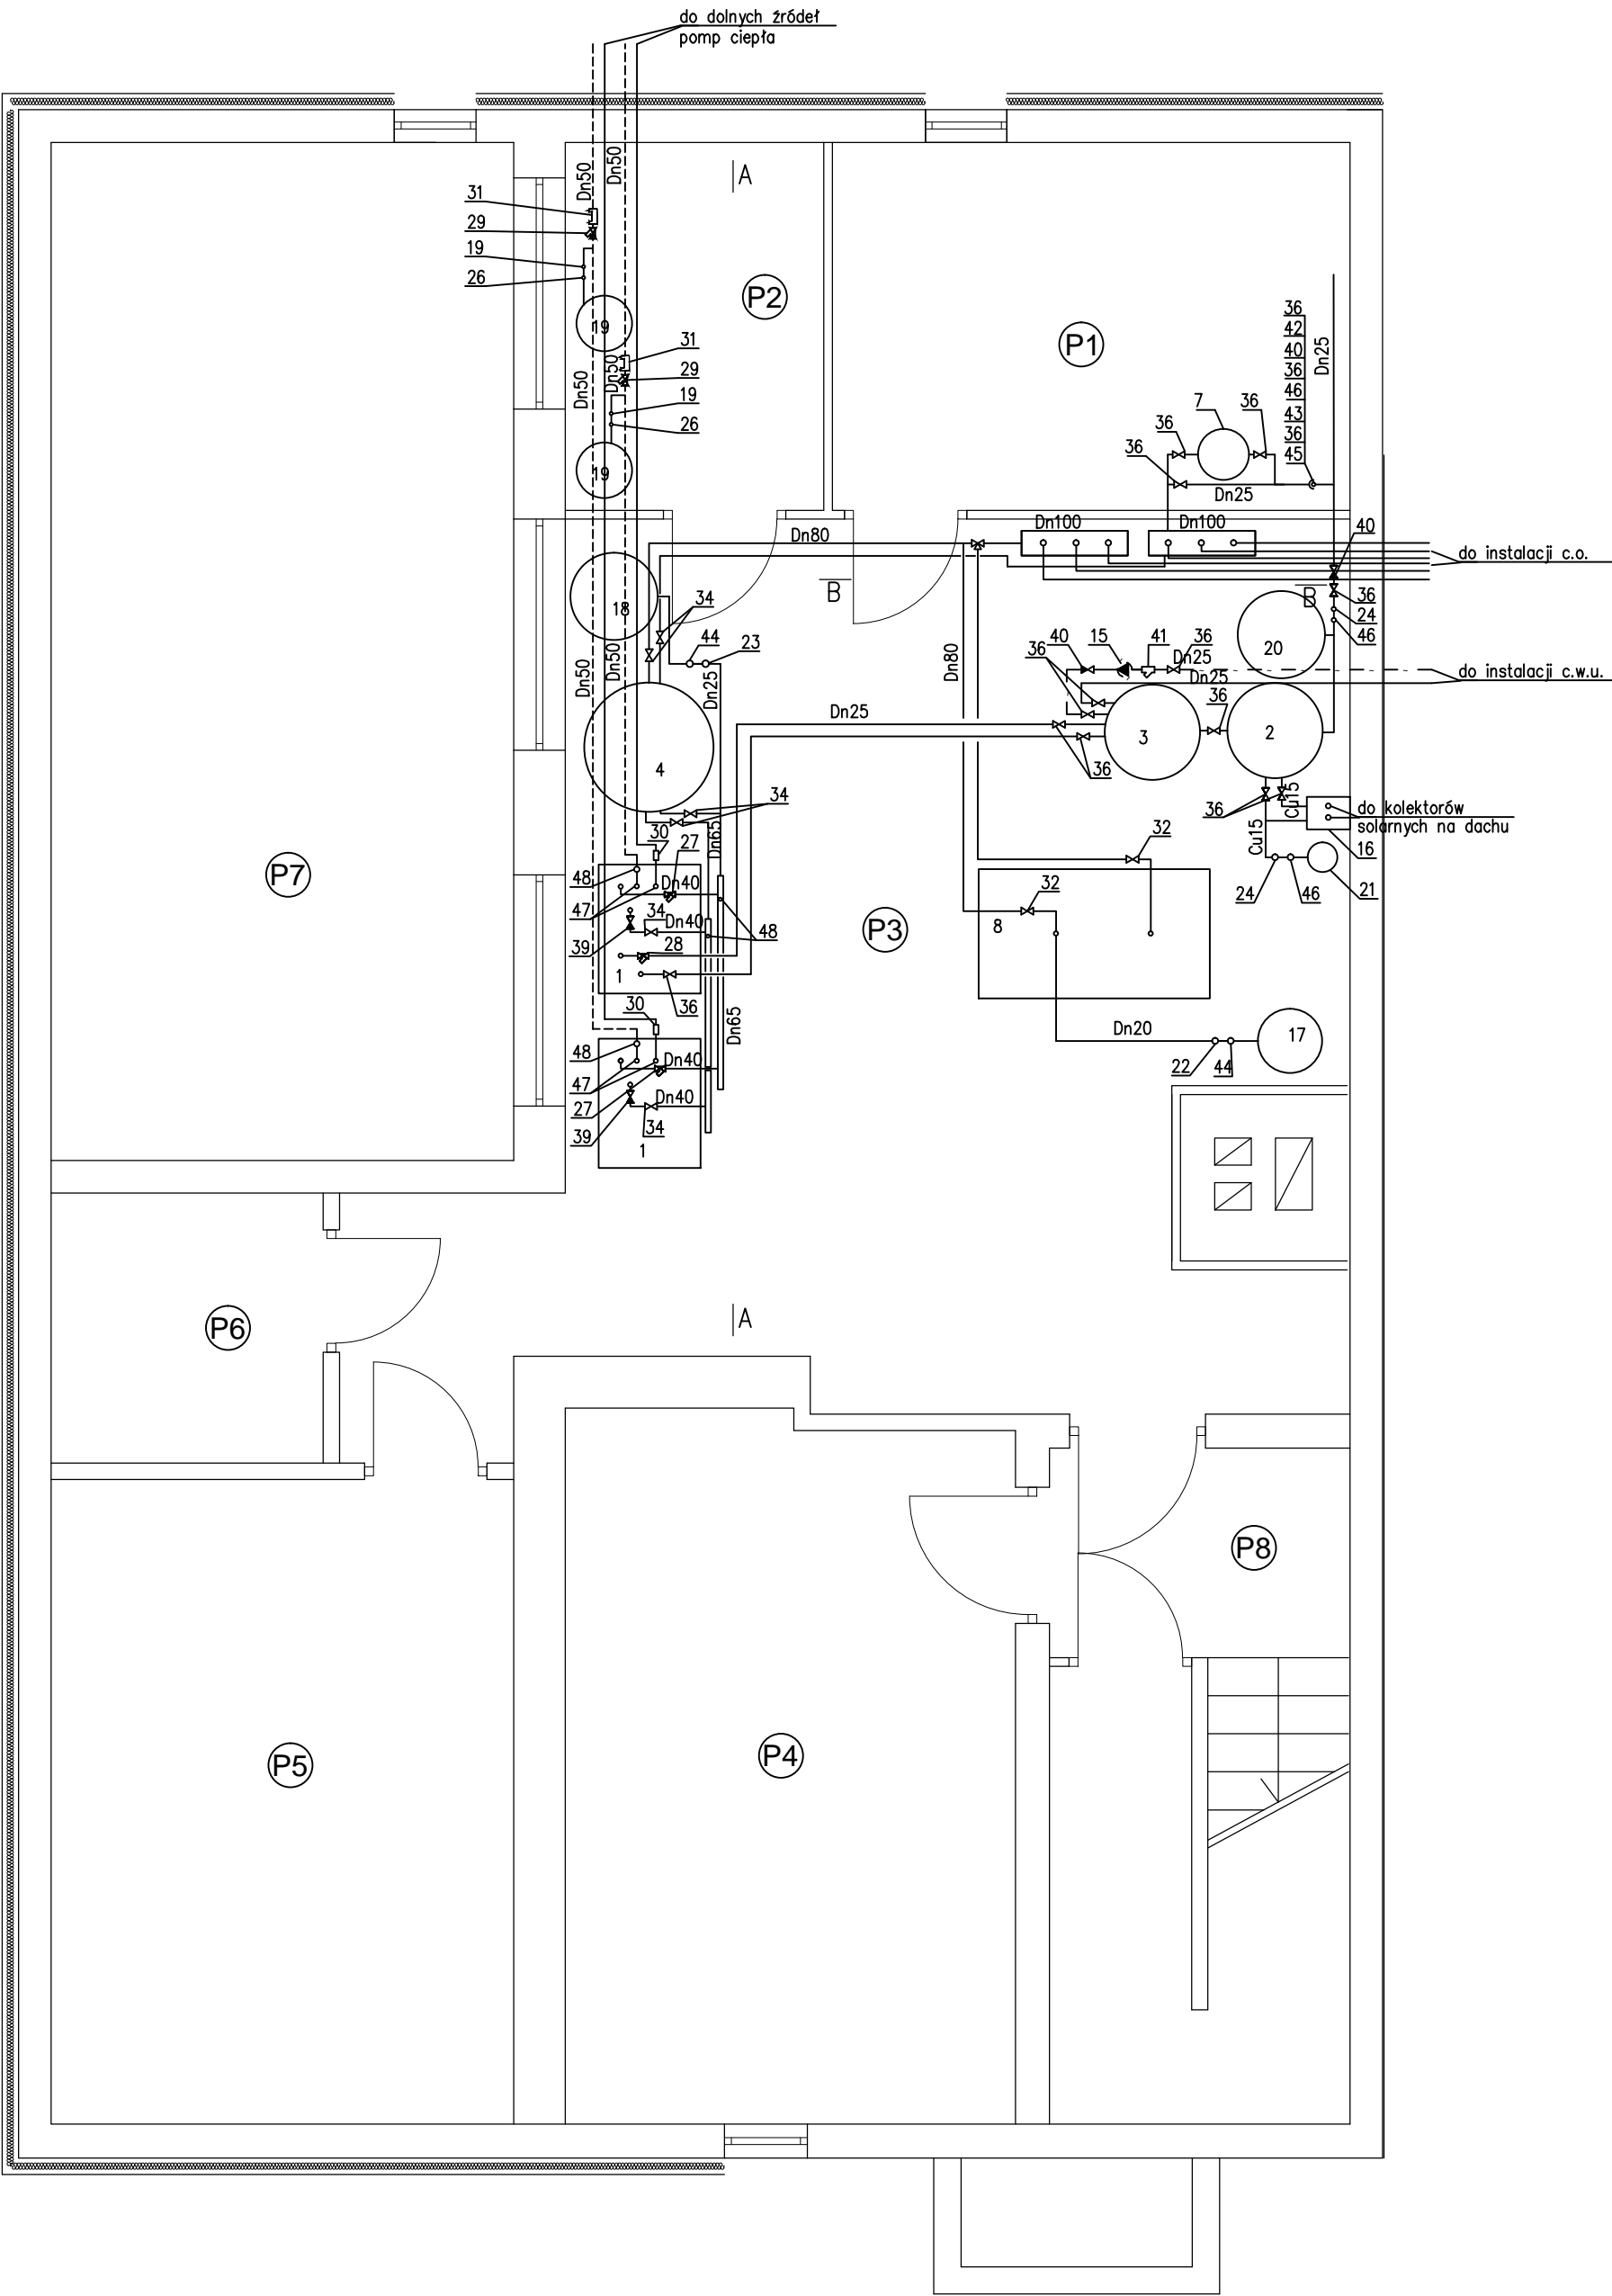 do dolnych źródeł
pomp ciepła
Dn50
Dn50
A
31
29
19
26
P2
19
31
Dn50
Dn50
29
19
26
19
P1
36
42
40
36
46
43
36
45
Dn25
7
36
36
36
Dn25
Dn80
Dn100
Dn100
40
do instalacji c.o.
18
34
B
B
36
24
46
44
23
Dn50
Dn50
Dn25
Dn80
40
15
41
36
36
Dn25
20
do instalacji c.w.u.
Dn25
36
Dn25
3
2
4
36
34
36
Cu15
Cu15
do kolektorów
solarnych na dachu
16
30
27
Dn65
32
24
46
21
48
Dn40
47
34
Dn40
48
39
28
1
36
P3
32
8
P7
30
Dn65
Dn20
17
22
44
48
Dn40
47
Dn40
27
39
34
1
P6
A
P8
P5
P4